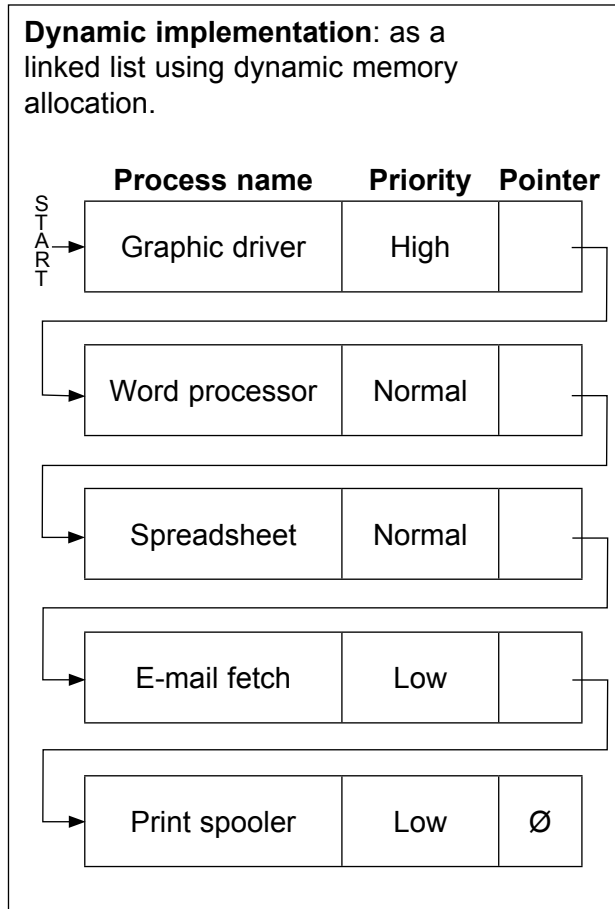 Dynamic implementation: as a
linked list using dynamic memory
allocation.
Process name Priority Pointer
START
Graphic driver High
Word processor Normal
Spreadsheet Normal
E-mail fetch Low
Print spooler Low Ø